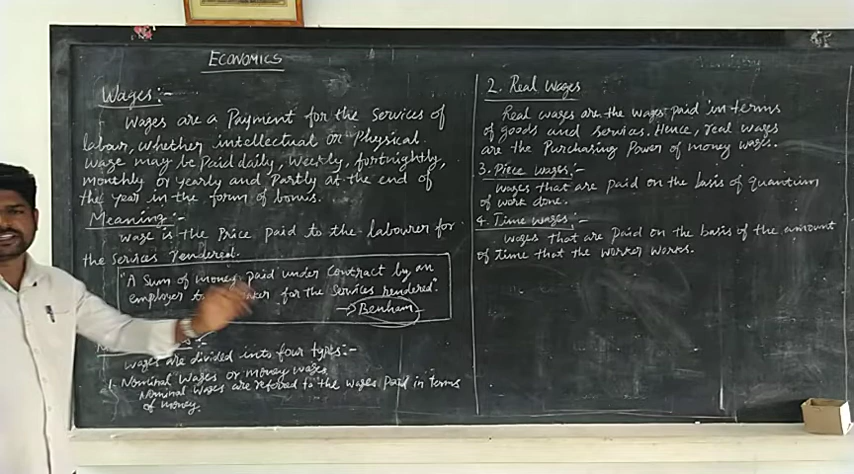 ECONOMICS
Wages:-
Wages are a Payment for the Services of
labour, whether intellectual or Physical
wage may be Paid daily, Weekly, fortnightly,
monthly or yearly and Partly at the end of
the year in the form of bonus.
Meaning:-
Wage is the Price paid to the labourer for
the services rendered.
"A Sum of money paid under Contract by an
employer for the Services rendered".
→ Benham
Wages are divided into four types:-
1. Nominal Wages or money wages
Nominal Wages are referred to the wages Paid in terms
of money.
2. Real Wages
Real wages are the wages paid in terms
of goods and services. Hence, real wages
are the Purchasing Power of money wages.
3. Piece wages:-
Wages that are paid on the basis of quantum
of work done.
4. Time wages:-
Wages that are paid on the basis of the amount
of time that the worker works.